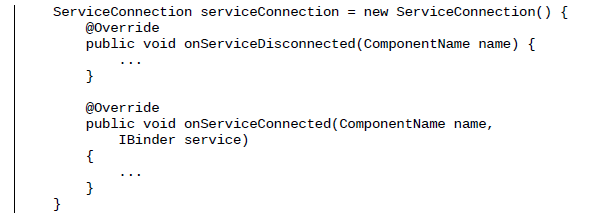 ServiceConnection serviceConnection = new ServiceConnection() {
    @Override
    public void onServiceDisconnected(ComponentName name) {
        ...
    }

    @Override
    public void onServiceConnected(ComponentName name,
        IBinder service)
    {
        ...
    }
}